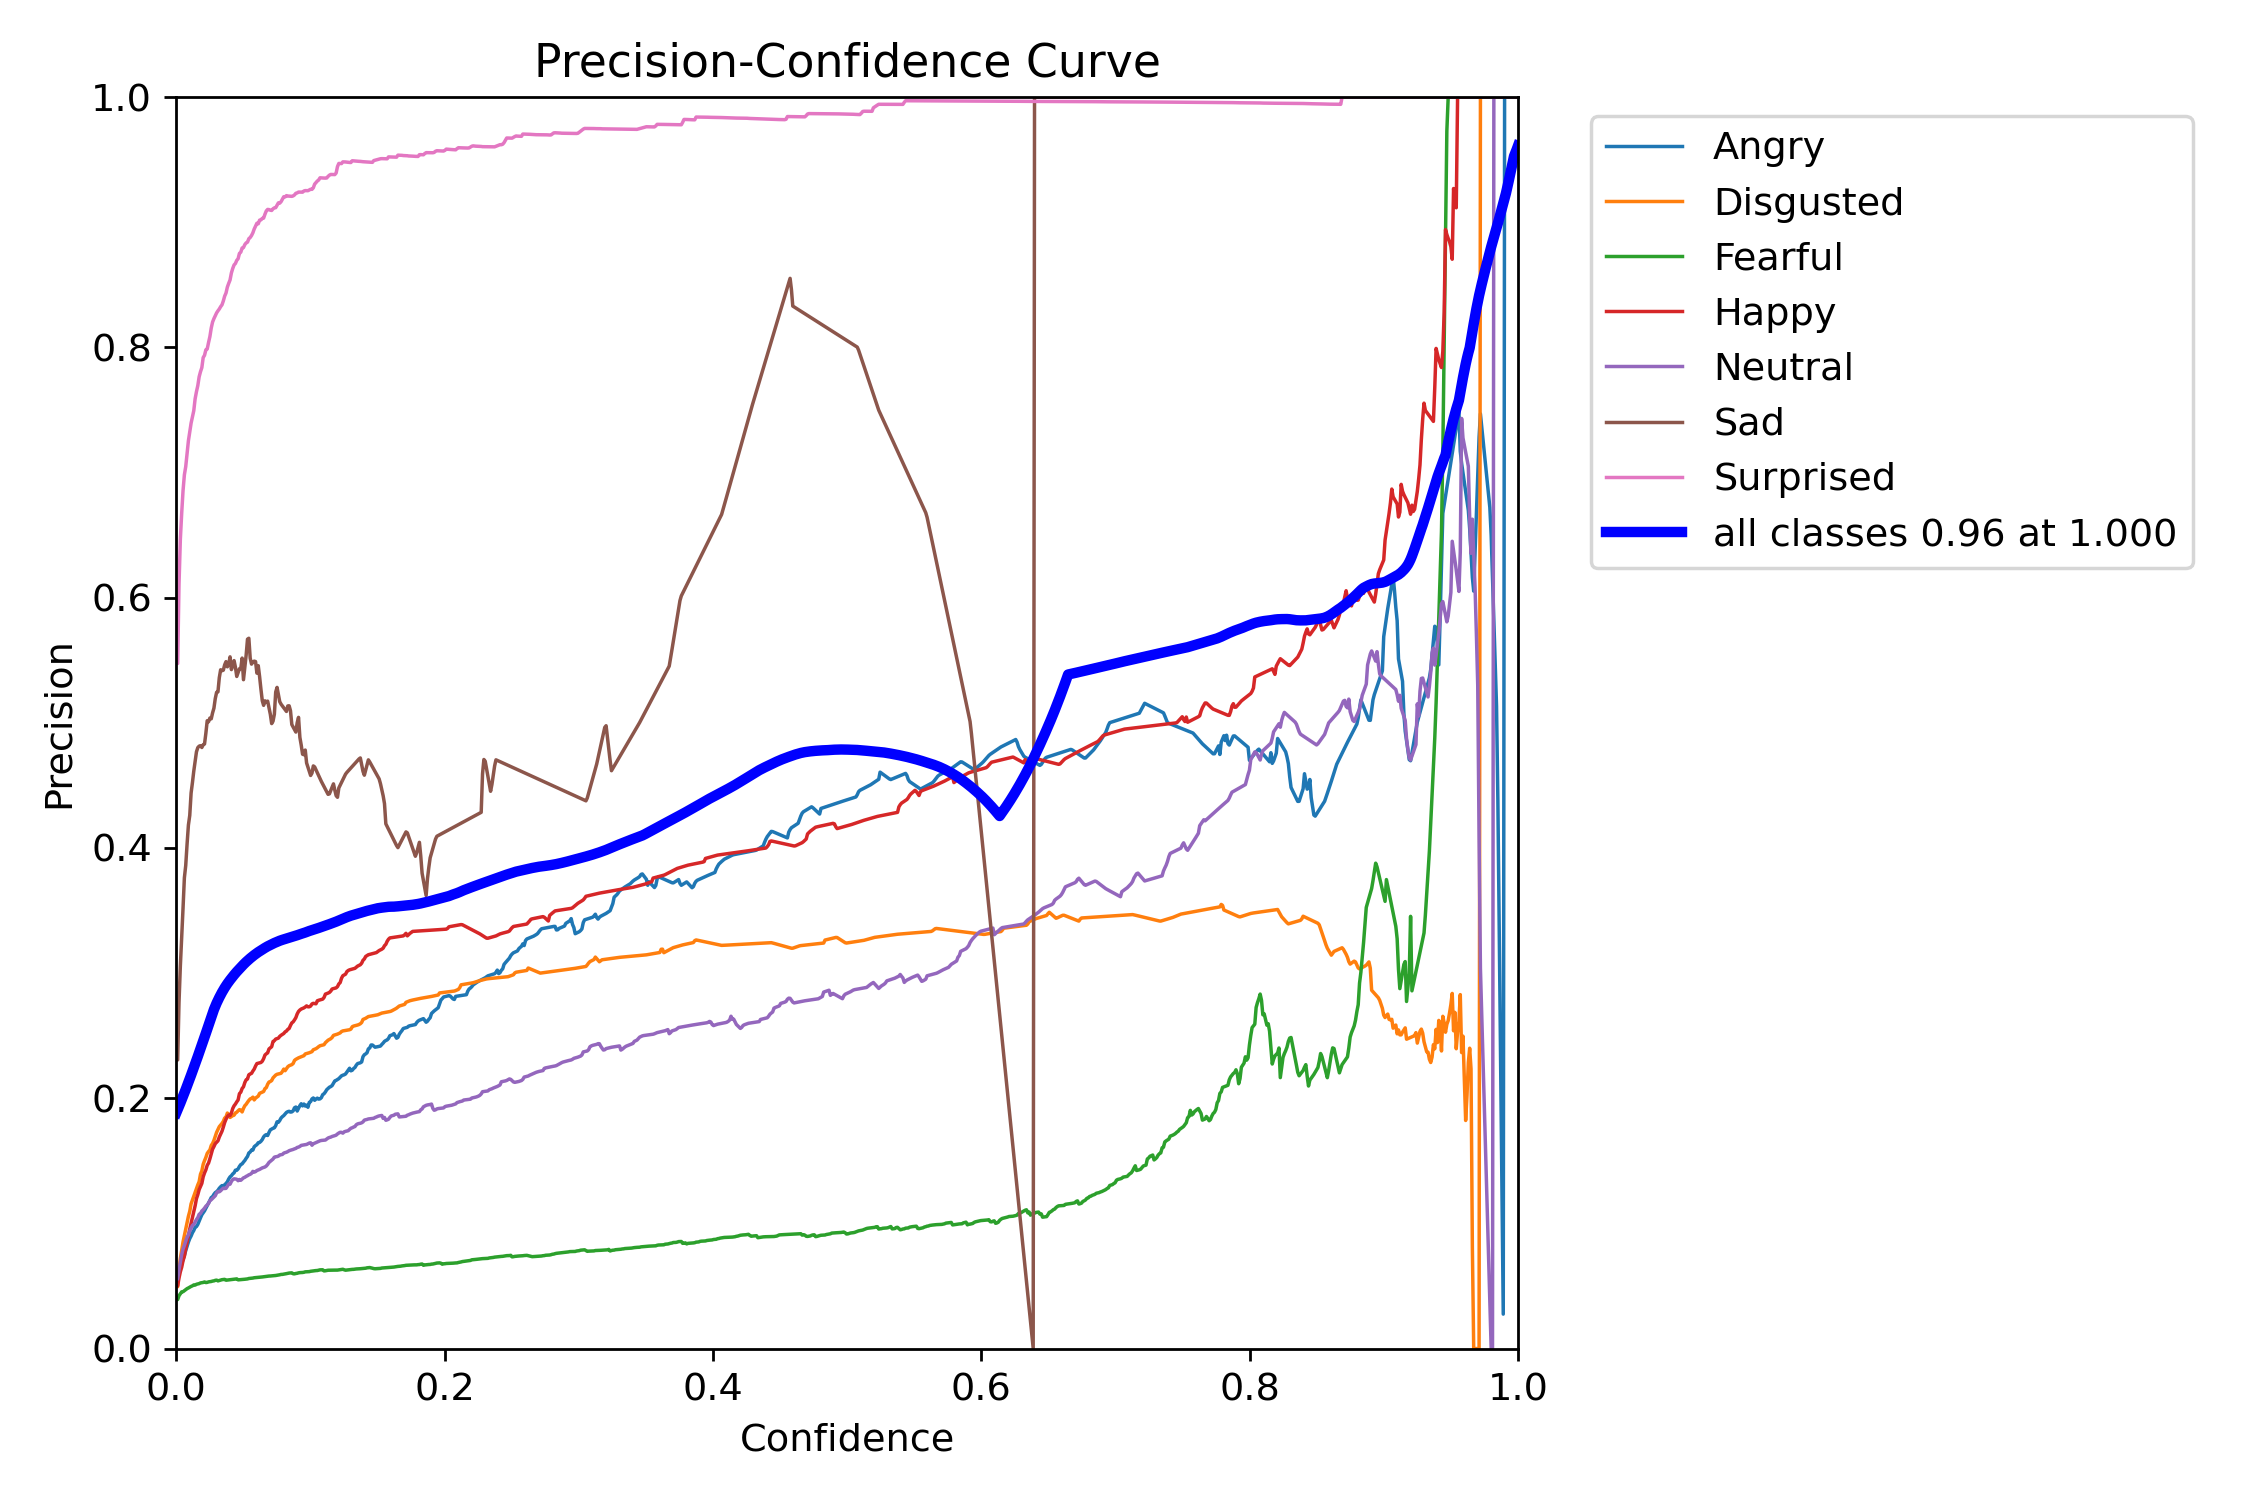 Precision-Confidence Curve
1.0
0.8
0.6
0.4
0.2
0.0
Precision
0.0 0.2 0.4 0.6 0.8 1.0
Confidence
Angry
Disgusted
Fearful
Happy
Neutral
Sad
Surprised
all classes 0.96 at 1.000